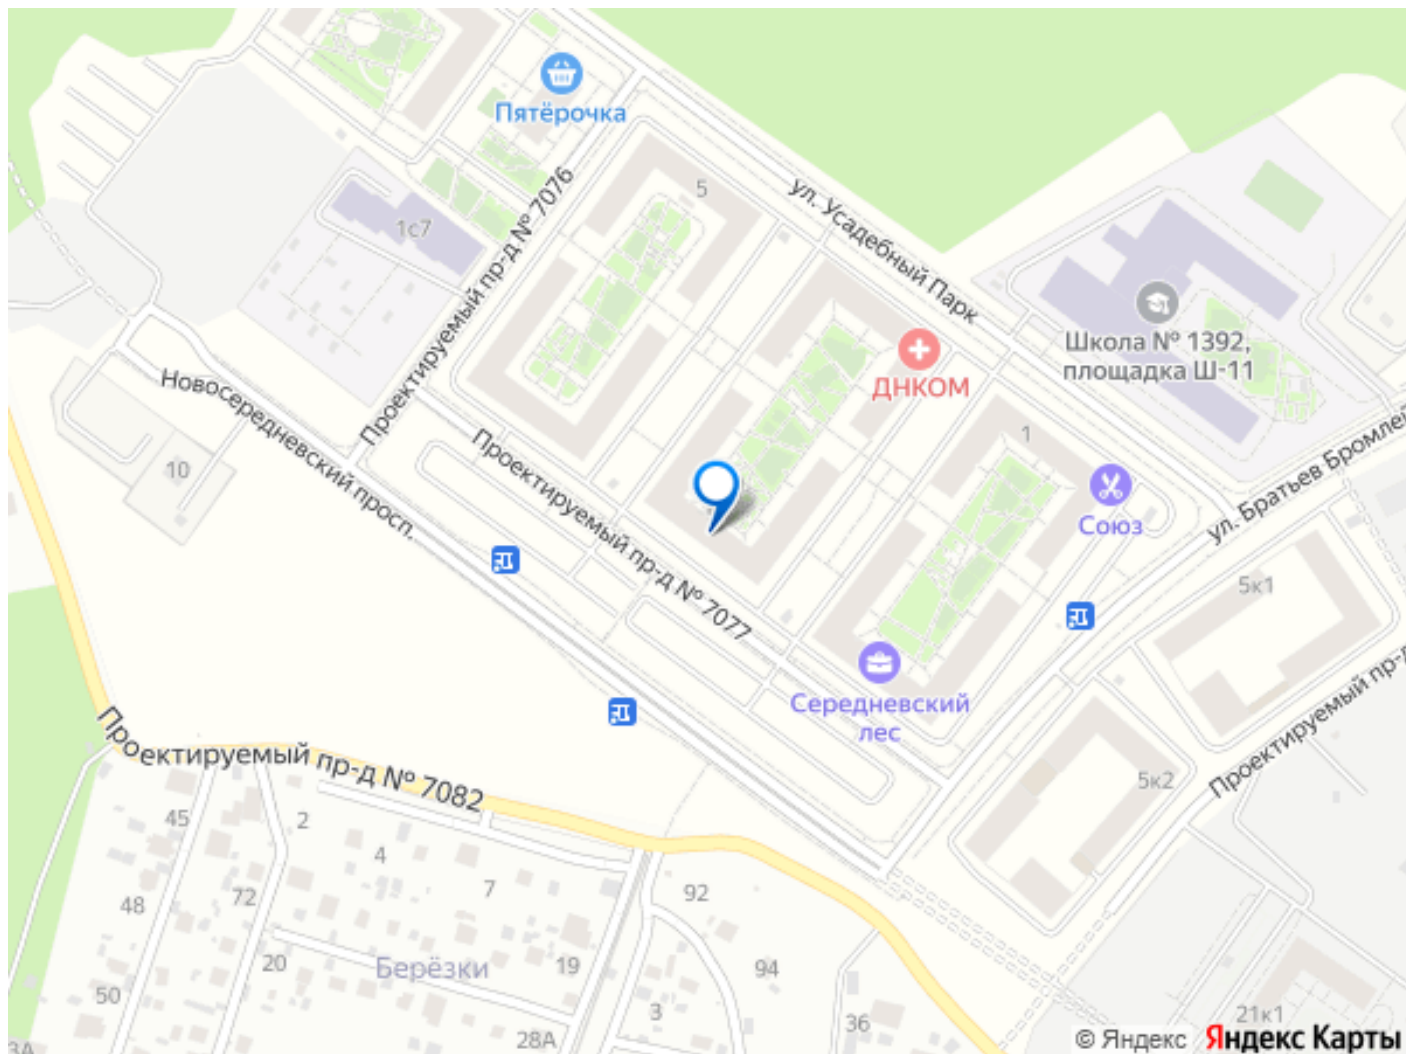 Пятёрочка
Проектируемый пр-д № 7076
5
ул. Усадебный Парк
1с7
Школа № 1392,
площадка Ш-11
ДНКОМ
Новосередневский просп.
Проектируемый пр-д № 7077
10
1
Союз
ул. Братьев Бромлей
5к1
Середневский
лес
Проектируемый пр-д
5к2
Проектируемый пр-д № 7082
45
2
4
7
92
48
72
20
Берёзки
19
94
50
3
36
28А
21к1
3А
© Яндекс
Яндекс Карты